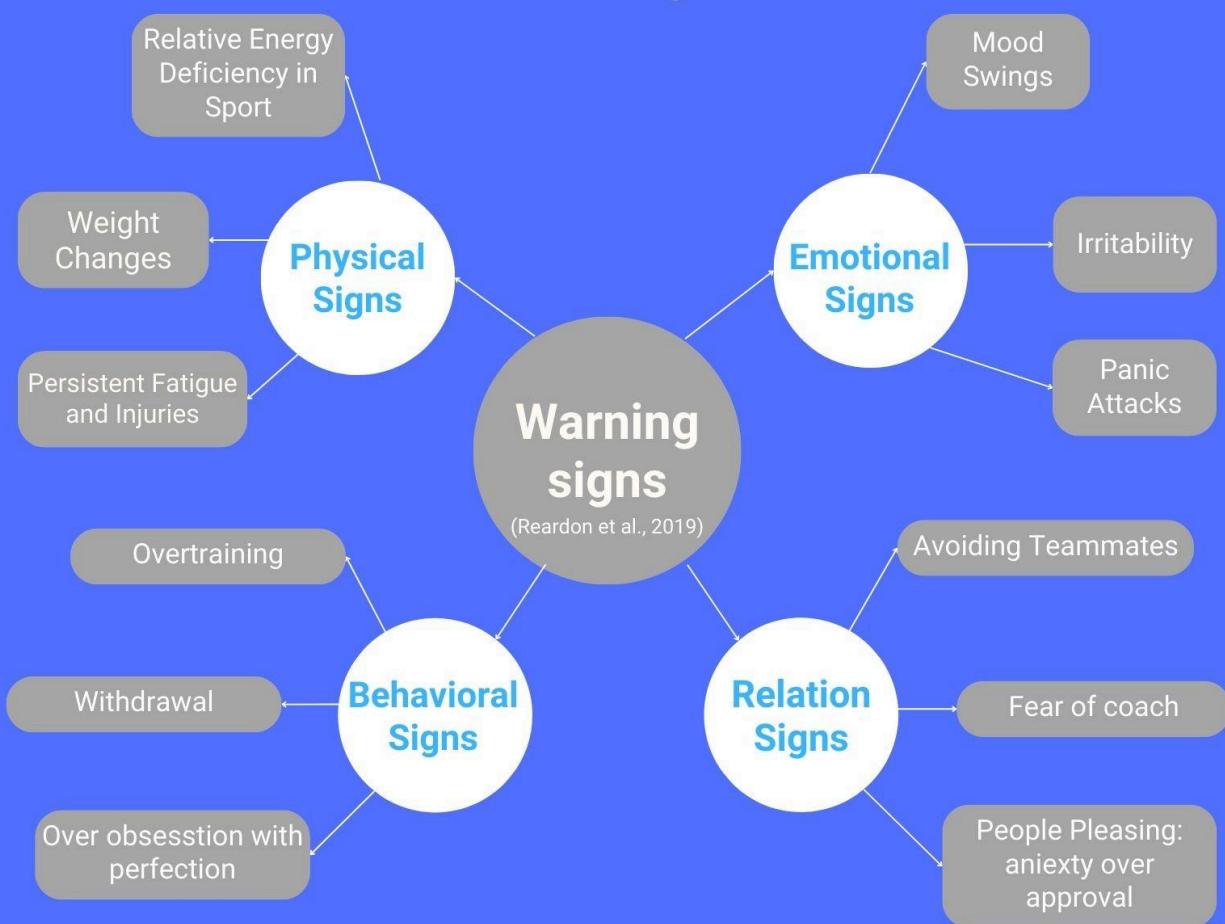 Relative Energy
Deficiency in
Sport
Mood
Swings
Weight
Changes
Physical
Signs
Emotional
Signs
Irritability
Persistent Fatigue
and Injuries
Panic
Attacks
Warning
signs
(Reardon et al., 2019)
Overtraining
Avoiding Teammates
Withdrawal
Behavioral
Signs
Relation
Signs
Fear of coach
Over obsesstion with
perfection
People Pleasing:
aniexty over
approval